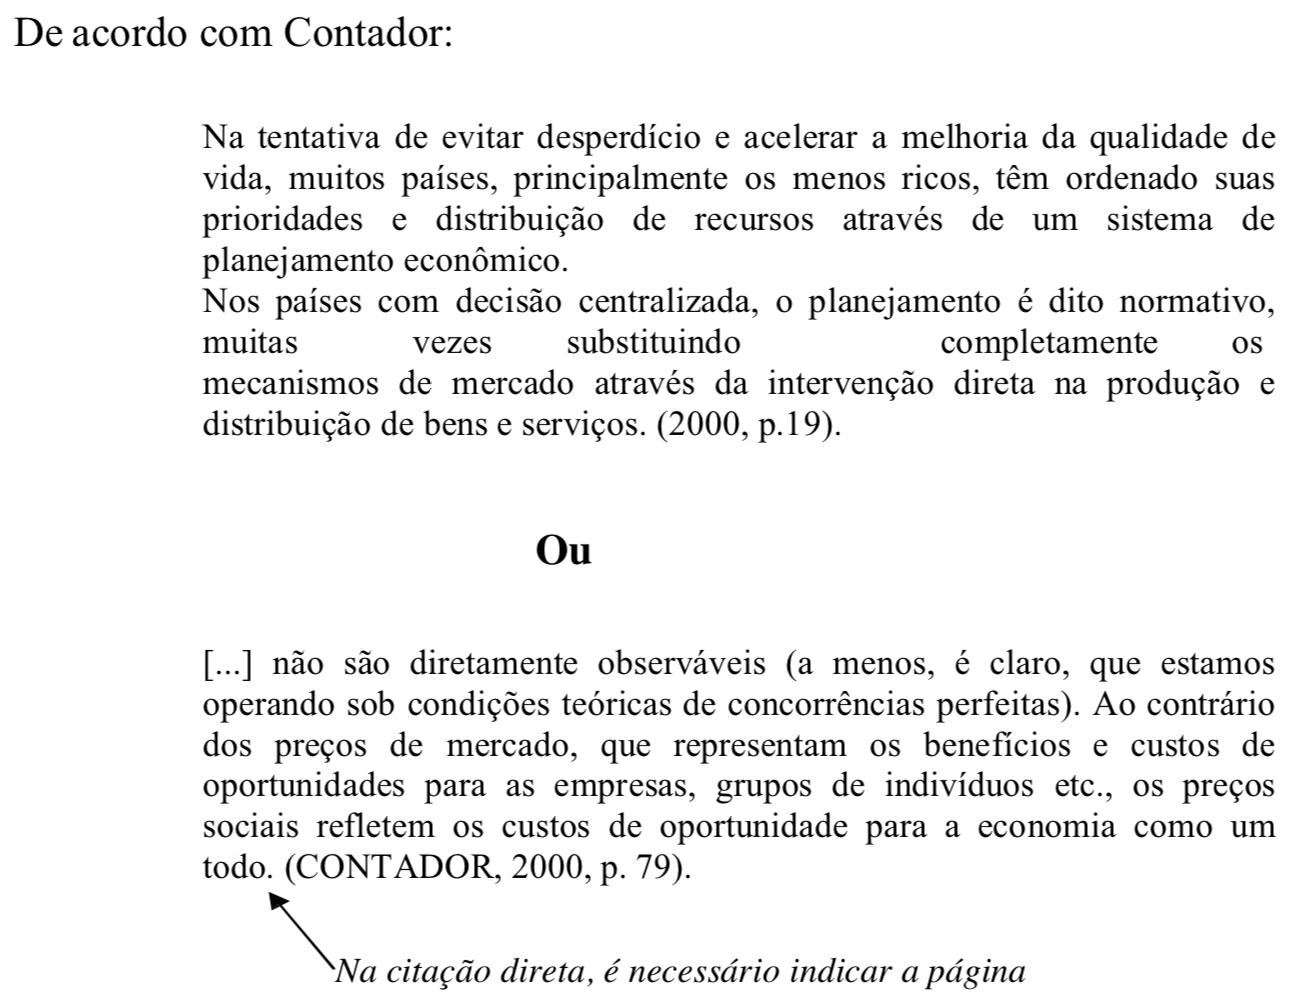 De acordo com Contador:
Na tentativa de evitar desperdício e acelerar a melhoria da qualidade de
vida, muitos países, principalmente os menos ricos, têm ordenado suas
prioridades e distribuição de recursos através de um sistema de
planejamento econômico.
Nos países com decisão centralizada, o planejamento é dito normativo,
muitas vezes substituindo completamente os
mecanismos de mercado através da intervenção direta na produção e
distribuição de bens e serviços. (2000, p.19).
Ou
[...] não são diretamente observáveis (a menos, é claro, que estamos
operando sob condições teóricas de concorrências perfeitas). Ao contrário
dos preços de mercado, que representam os benefícios e custos de
oportunidades para as empresas, grupos de indivíduos etc., os preços
sociais refletem os custos de oportunidade para a economia como um
todo. (CONTADOR, 2000, p. 79).
Na citação direta, é necessário indicar a página